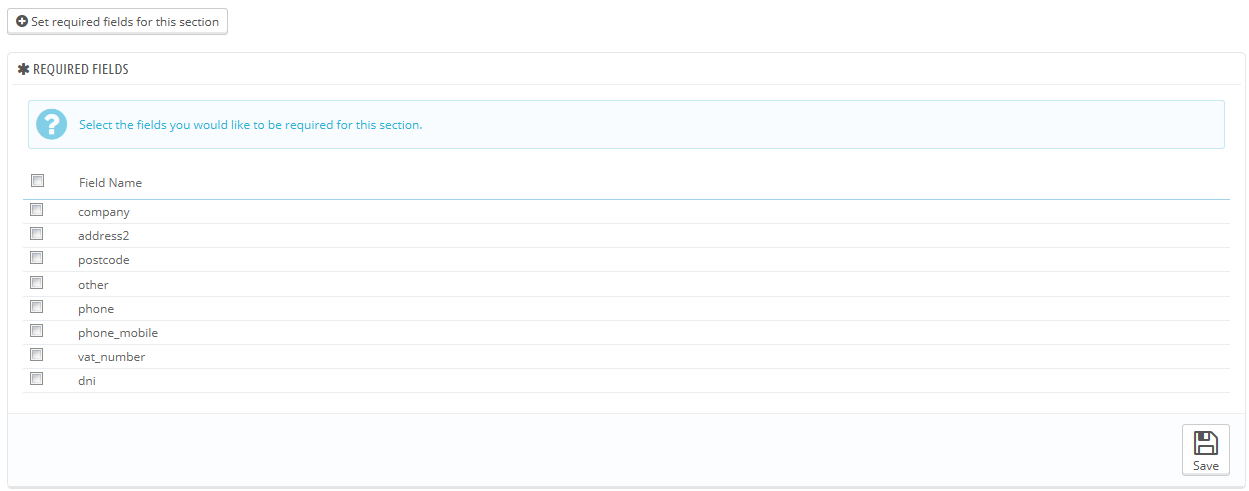 Set required fields for this section
REQUIRED FIELDS
Select the fields you would like to be required for this section.
Field Name
company
address2
postcode
other
phone
phone_mobile
vat_number
dni
Save